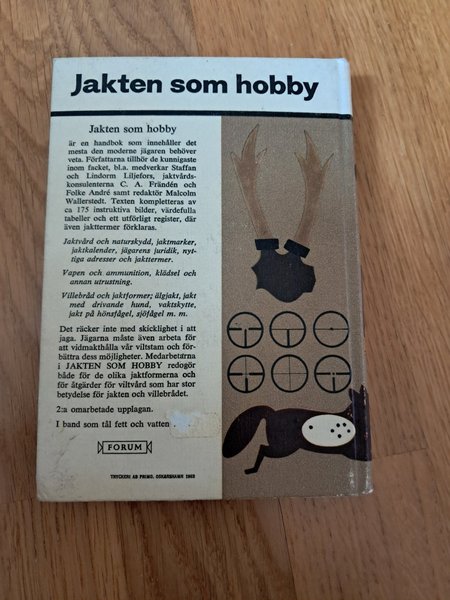 Jakten som hobby
Jakten som hobby
är en handbok som innehåller det
mesta den moderne jägaren behöver
veta. Författarna tillhör de kunnigaste
inom facket, bl.a. medverkar Staffan
och Lindorm Liljefors, jaktvårds-
konsulenterna C. A. Frändén och
Folke André samt redaktör Malcolm
Wallerstedt. Texten kompletteras av
ca 175 instruktiva bilder, värdefulla
tabeller och ett utförligt register, där
även jakttermer förklaras.
Jaktvård och naturskydd, jaktmarker,
jaktkalender, jägarens juridik, nyt-
tiga adresser och jakttermer.
Vapen och ammunition, klädsel och
annan utrustning.
Villebråd och jaktformer; älgjakt, jakt
med drivande hund, vaktskytte,
jakt på hönsfågel, sjöfågel m. m.
Det räcker inte med skicklighet i att
jaga. Jägarna måste även arbeta för
att vidmakthålla vår viltstam och för-
bättra dess möjligheter. Medarbetarna
i JAKTEN SOM HOBBY redogör
både för de olika jaktformerna och
för åtgärder för viltvård som har stor
betydelse för jakten och villebrådet.
2:a omarbetade upplagan.
I band som tål fett och vatten
FORUM
TRYCKERI AB PRIMO, OSKARSHAMN 1963